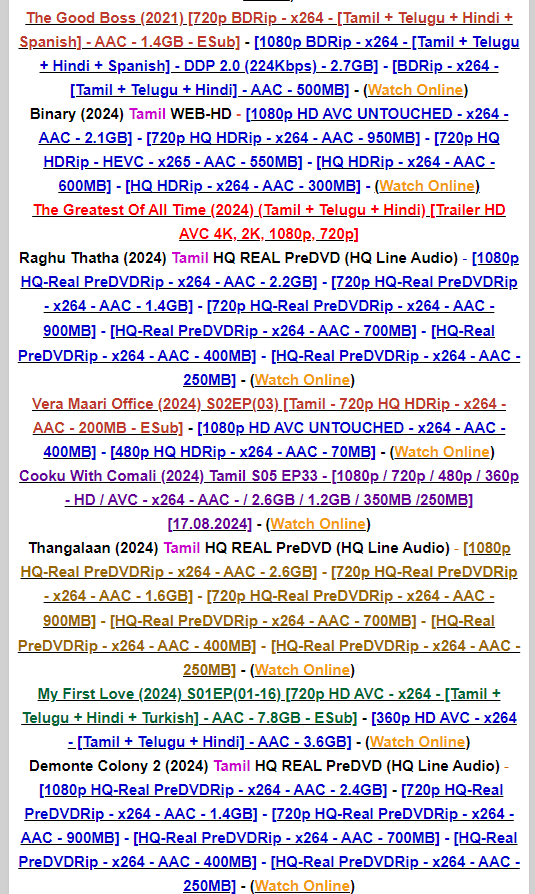 The Good Boss (2021) [720p BDRip - x264 - [Tamil + Telugu + Hindi +
Spanish] - AAC - 1.4GB - ESub] - [1080p BDRip - x264 - [Tamil + Telugu
+ Hindi + Spanish] - DDP 2.0 (224Kbps) - 2.7GB] - [BDRip - x264 -
[Tamil + Telugu + Hindi] - AAC - 500MB] - (Watch Online)
Binary (2024) Tamil WEB-HD - [1080p HD AVC UNTOUCHED - x264 -
AAC - 2.1GB] - [720p HQ HDRip - x264 - AAC - 950MB] - [720p HQ
HDRip - HEVC - x265 - AAC - 550MB] - [HQ HDRip - x264 - AAC -
600MB] - [HQ HDRip - x264 - AAC - 300MB] - (Watch Online)
The Greatest Of All Time (2024) (Tamil + Telugu + Hindi) [Trailer HD
AVC 4K, 2K, 1080p, 720p]
Raghu Thatha (2024) Tamil HQ REAL PreDVD (HQ Line Audio) - [1080p
HQ-Real PreDVDRip - x264 - AAC - 2.2GB] - [720p HQ-Real PreDVDRip
- x264 - AAC - 1.4GB] - [720p HQ-Real PreDVDRip - x264 - AAC -
900MB] - [HQ-Real PreDVDRip - x264 - AAC - 700MB] - [HQ-Real
PreDVDRip - x264 - AAC - 400MB] - [HQ-Real PreDVDRip - x264 - AAC -
250MB] - (Watch Online)
Vera Maari Office (2024) S02EP(03) [Tamil - 720p HQ HDRip - x264 -
AAC - 200MB - ESub] - [1080p HD AVC UNTOUCHED - x264 - AAC -
400MB] - [480p HQ HDRip - x264 - AAC - 70MB] - (Watch Online)
Cooku With Comali (2024) Tamil S05 EP33 - [1080p / 720p / 480p / 360p
- HD / AVC - x264 - AAC - / 2.6GB / 1.2GB / 350MB /250MB]
[17.08.2024] - (Watch Online)
Thangalaan (2024) Tamil HQ REAL PreDVD (HQ Line Audio) - [1080p
HQ-Real PreDVDRip - x264 - AAC - 2.6GB] - [720p HQ-Real PreDVDRip
- x264 - AAC - 1.6GB] - [720p HQ-Real PreDVDRip - x264 - AAC -
900MB] - [HQ-Real PreDVDRip - x264 - AAC - 700MB] - [HQ-Real
PreDVDRip - x264 - AAC - 400MB] - [HQ-Real PreDVDRip - x264 - AAC -
250MB] - (Watch Online)
My First Love (2024) S01EP(01-16) [720p HD AVC - x264 - [Tamil +
Telugu + Hindi + Turkish] - AAC - 7.8GB - ESub] - [360p HD AVC - x264
- [Tamil + Telugu + Hindi] - AAC - 3.6GB] - (Watch Online)
Demonte Colony 2 (2024) Tamil HQ REAL PreDVD (HQ Line Audio) -
[1080p HQ-Real PreDVDRip - x264 - AAC - 2.4GB] - [720p HQ-Real
PreDVDRip - x264 - AAC - 1.4GB] - [720p HQ-Real PreDVDRip - x264 -
AAC - 900MB] - [HQ-Real PreDVDRip - x264 - AAC - 700MB] - [HQ-Real
PreDVDRip - x264 - AAC - 400MB] - [HQ-Real PreDVDRip - x264 - AAC -
250MB] - (Watch Online)